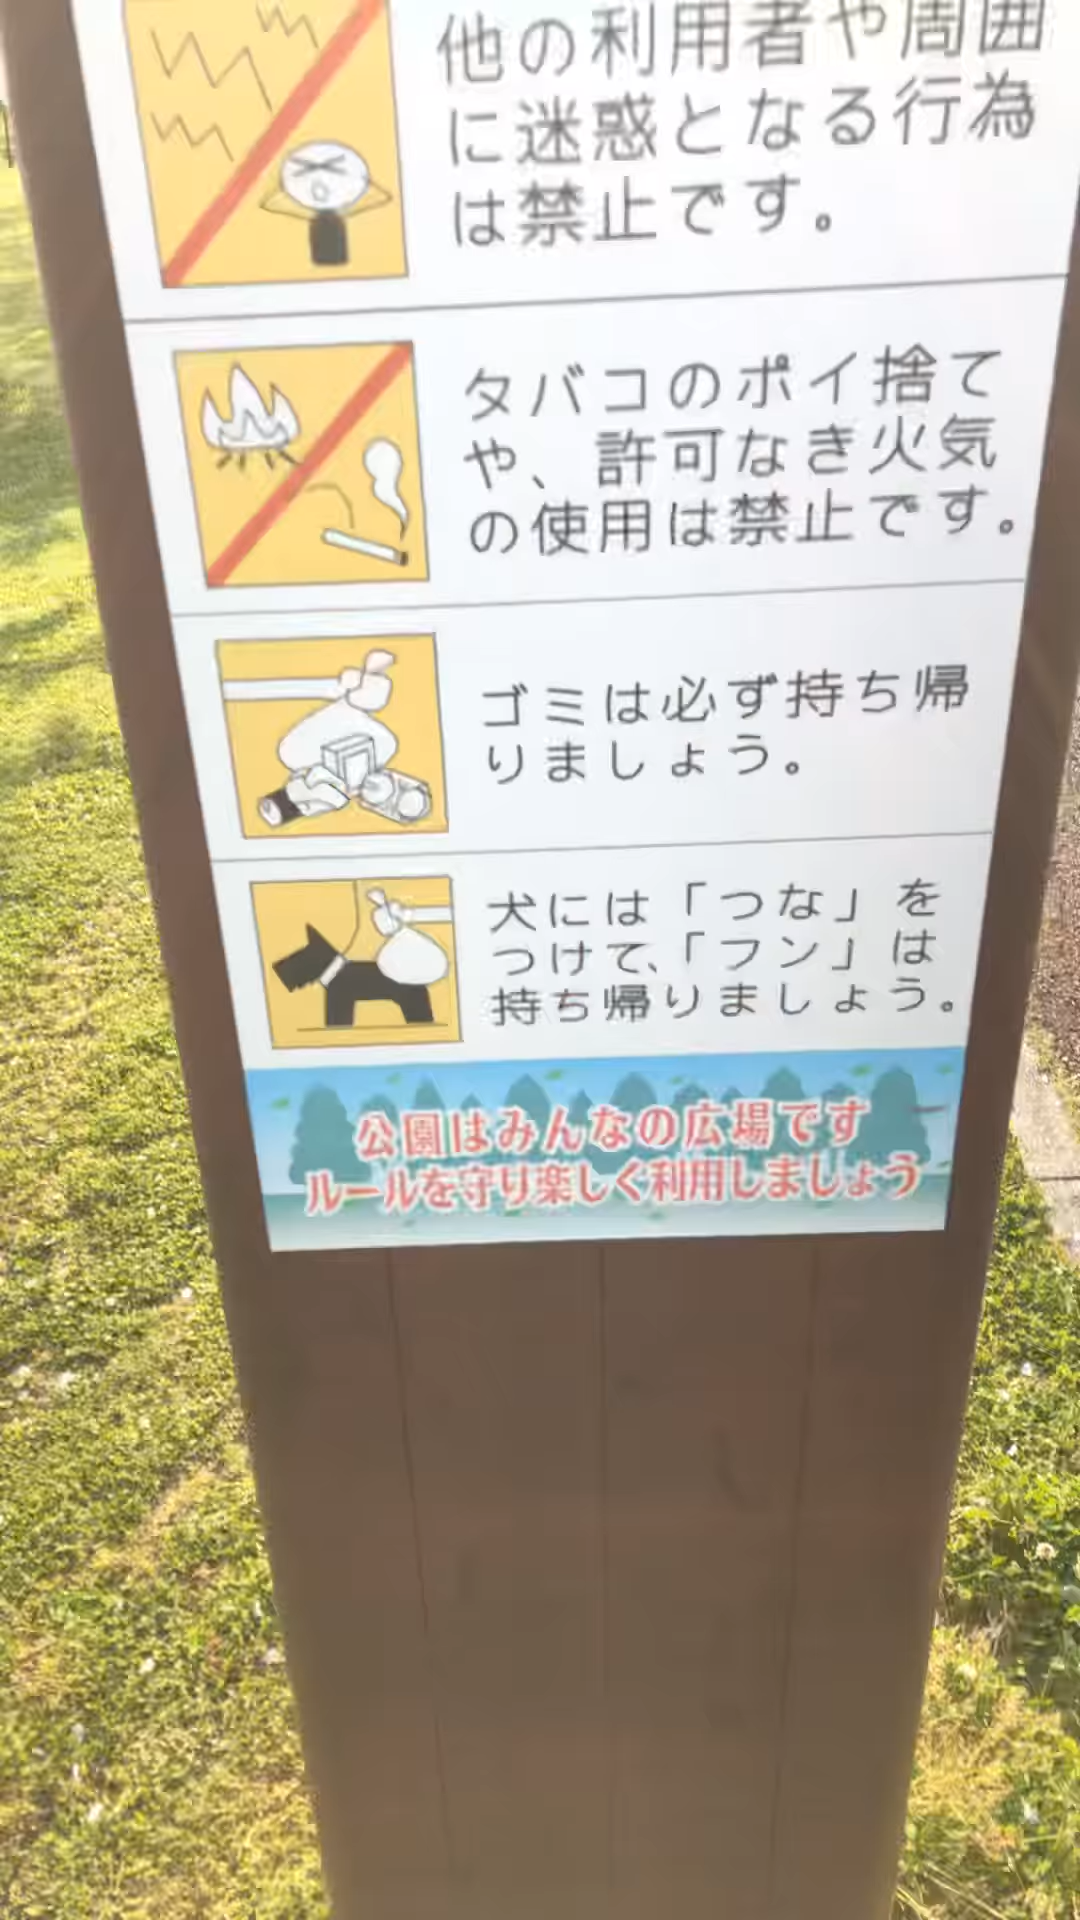 他の利用者や周囲
に迷惑となる行為
は禁止です。
タバコのポイ捨て
や、許可なき火気
の使用は禁止です。
ゴミは必ず持ち帰
りましょう。
犬には「つな」を
つけて、「フン」は
持ち帰りましょう。
公園はみんなの広場です
ルールを守り楽しく利用しましょう